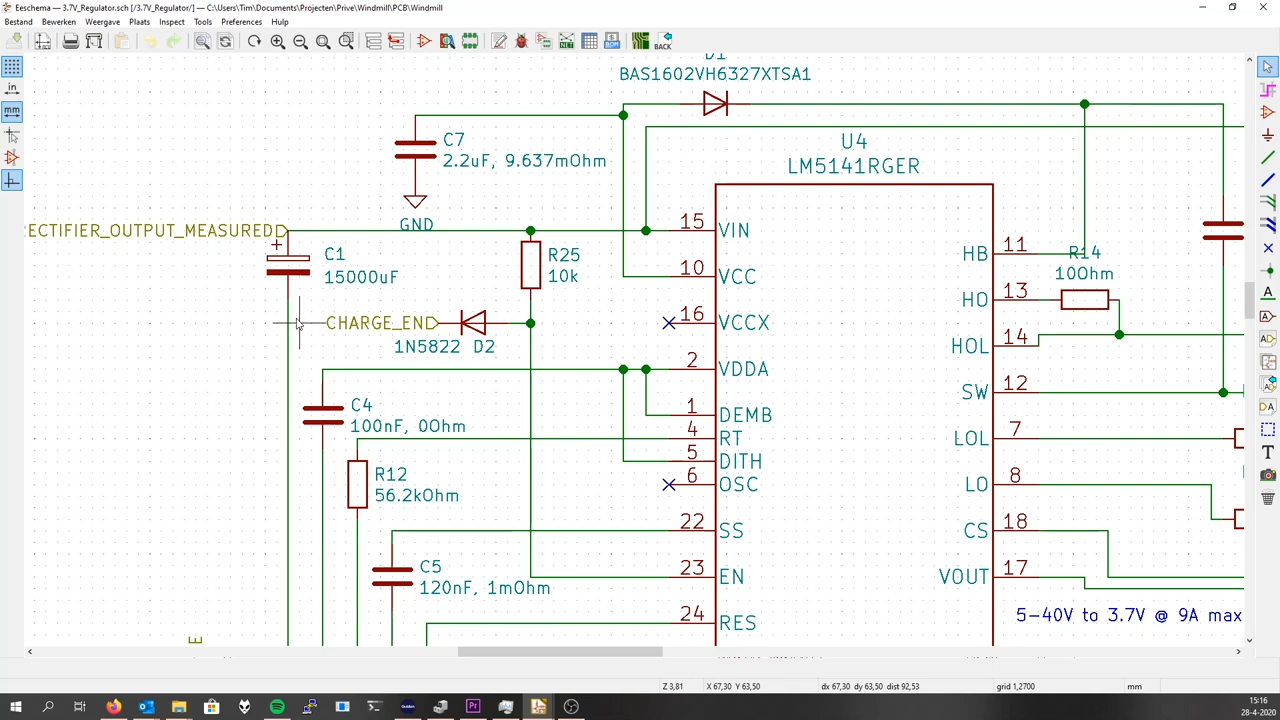 Eeschema — 3.7V_Regulator.sch [/3.7V_Regulator/] — C:\Users\Tim\Documents\Projecten\Prive\Windmill\PCB\Windmill
Bestand Bewerken Weergave Plaats Inspect Tools Preferences Help
BACK
in
mm
D1
BAS1602VH6327XTSA1
C7
2.2uF, 9.637mOhm
GND
U4
LM5141RGER
ECTIFIER_OUTPUT_MEASURED
C1
15000uF
R25
10k
CHARGE_EN
1N5822 D2
C4
100nF, 0Ohm
R12
56.2kOhm
C5
120nF, 1mOhm
15 VIN
10 VCC
16 VCCX
2 VDDA
1 DEMB
4 RT
5 DITH
6 OSC
22 SS
23 EN
24 RES
HB 11
HO 13
HOL 14
SW 12
LOL 7
LO 8
CS 18
VOUT 17
R14
10Ohm
5-40V to 3.7V @ 9A max
E
Z 3,81 X 67,30 Y 63,50 dx 67,30 dy 63,50 dist 92,53 grid 1,2700 mm
15:16
28-4-2020